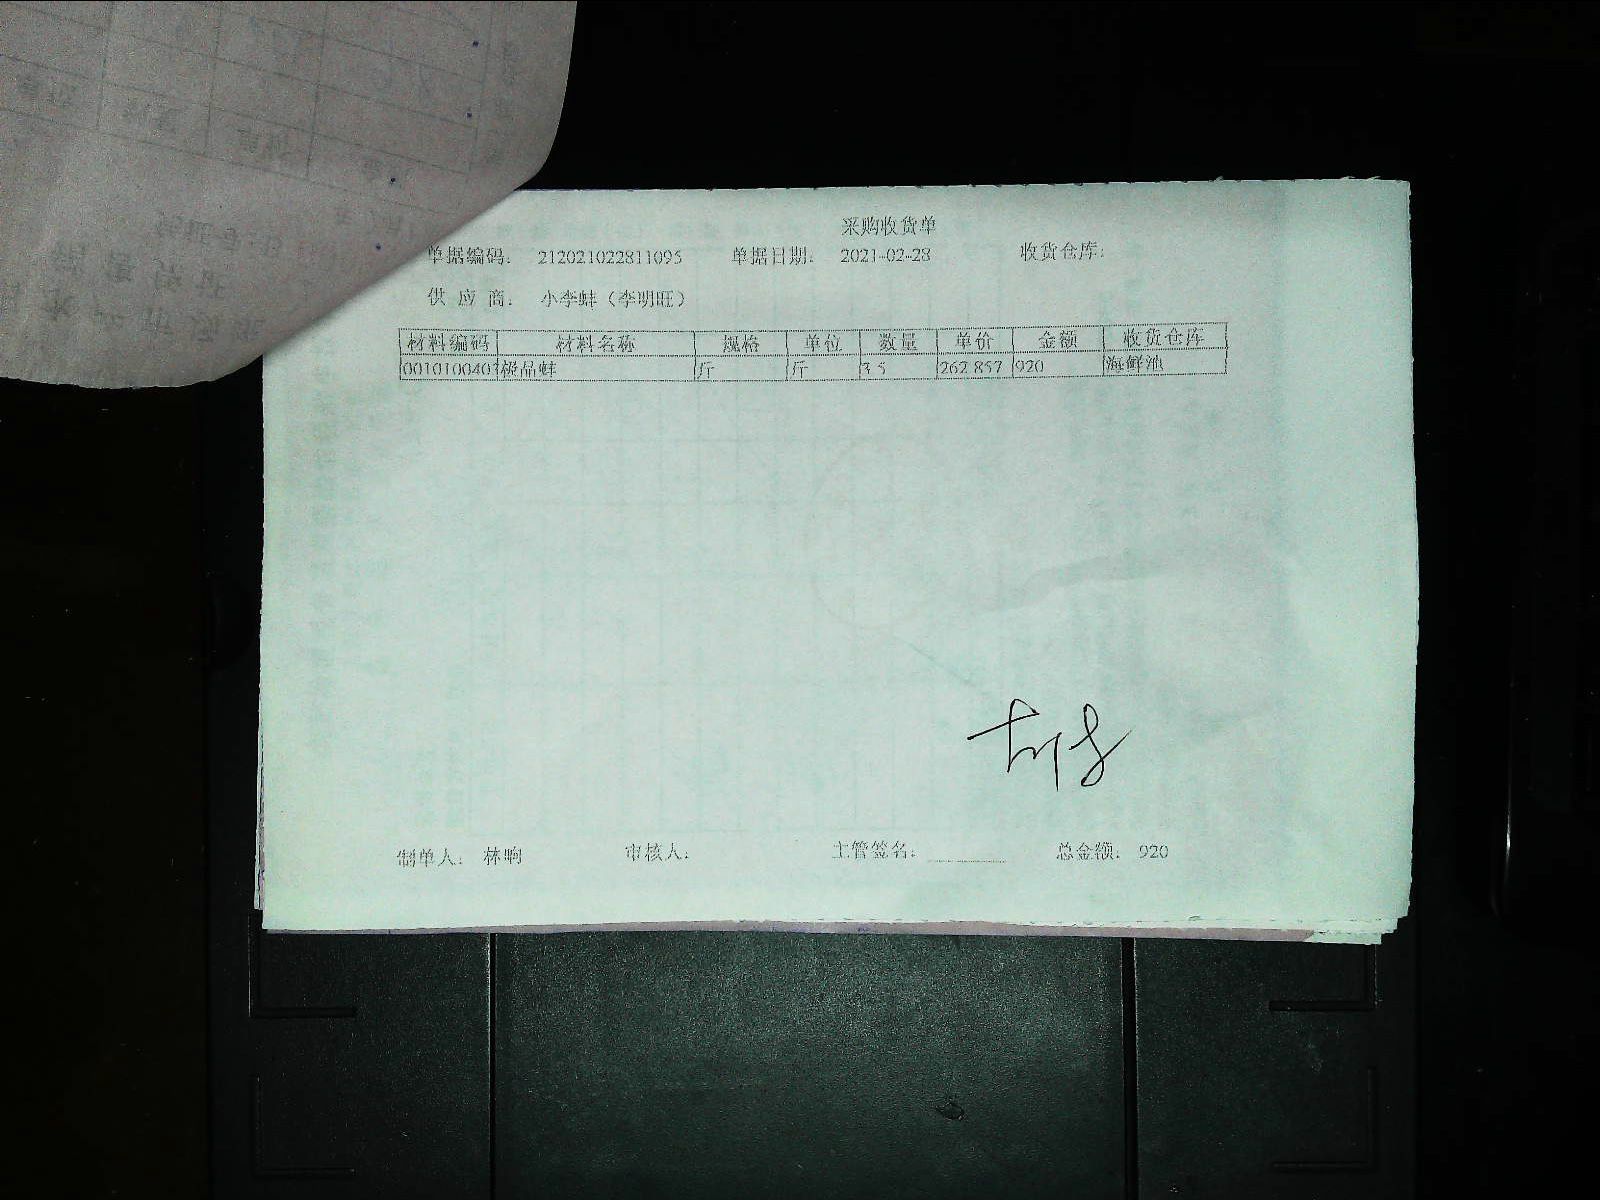 采购收货单
单据编码: 212021022811095 单据日期: 2021-02-28 收货仓库:
供应商: 小李蚌(李明旺)
材料编码 材料名称 规格 单位 数量 单价 金额 收货仓库
0010100403 极品蚌 斤 斤 3.5 262.857 920 海鲜池
制单人: 林晌 审核人: 主管签名: 总金额: 920